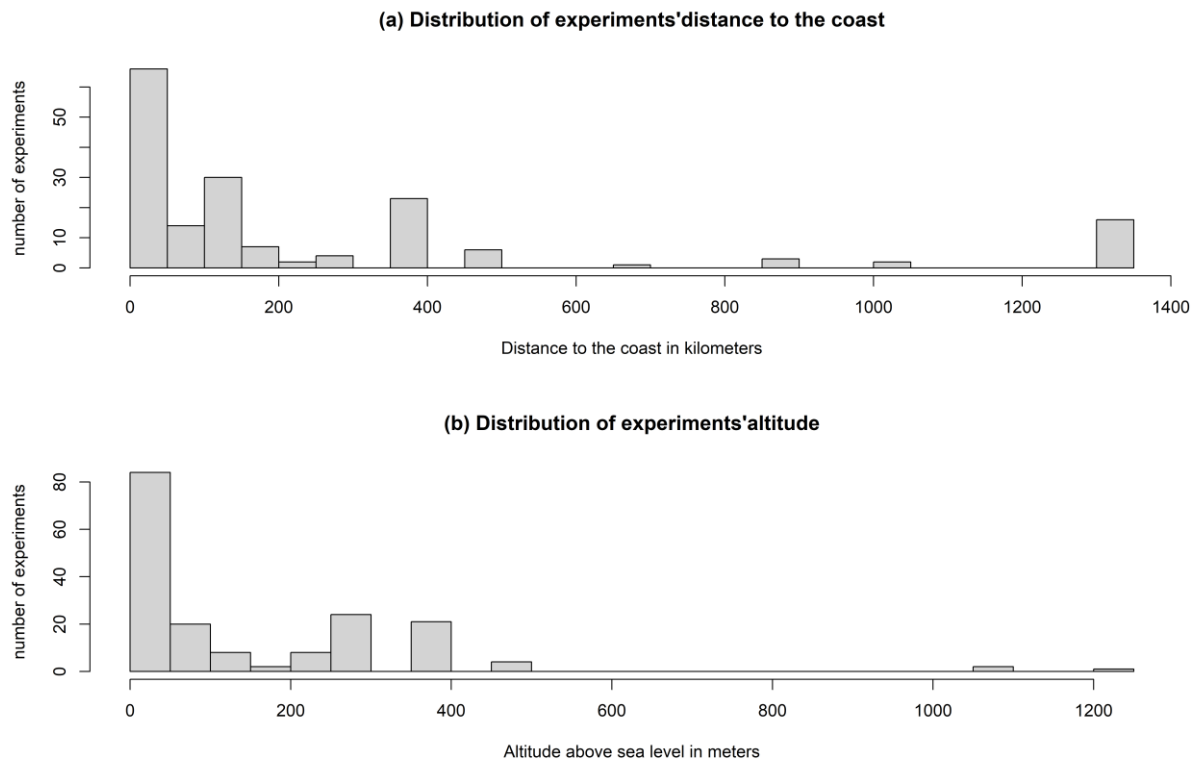 (a) Distribution of experiments'distance to the coast
number of experiments
50
30
10
0
0 200 400 600 800 1000 1200 1400
Distance to the coast in kilometers
(b) Distribution of experiments'altitude
number of experiments
80
60
40
20
0
0 200 400 600 800 1000 1200
Altitude above sea level in meters